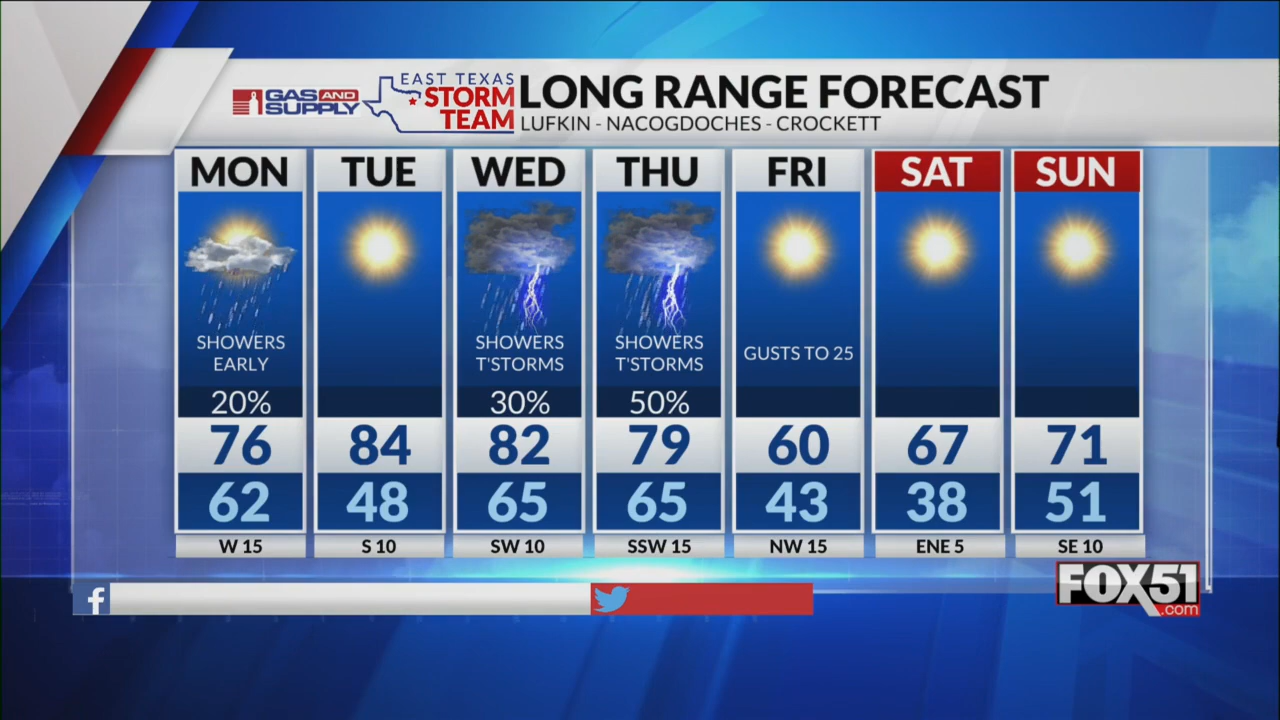 GAS AND
SUPPLY
EAST TEXAS
STORM
TEAM
LONG RANGE FORECAST
LUFKIN - NACOGDOCHES - CROCKETT
MON TUE WED THU FRI SAT SUN
SHOWERS SHOWERS SHOWERS
EARLY T'STORMS T'STORMS
GUSTS TO 25
20% 30% 50%
76 84 82 79 60 67 71
62 48 65 65 43 38 51
W 15 S 10 SW 10 SSW 15 NW 15 ENE 5 SE 10
f
FOX51
.com